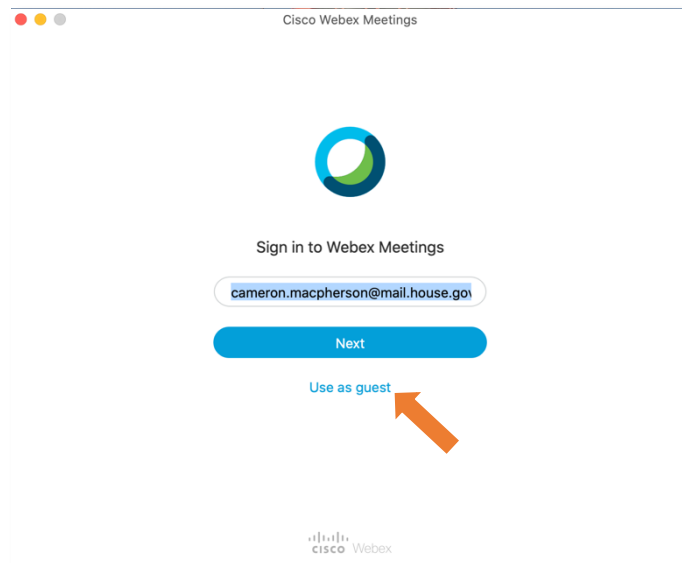 Cisco Webex Meetings
Sign in to Webex Meetings
cameron.macpherson@mail.house.gov
Next
Use as guest
cisco Webex